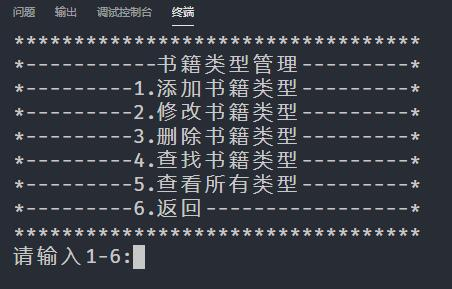 问题 输出 调试控制台 终端
**********************************
*-----------书籍类型管理---------*
*---------1.添加书籍类型---------*
*---------2.修改书籍类型---------*
*---------3.删除书籍类型---------*
*---------4.查找书籍类型---------*
*---------5.查看所有类型---------*
*---------6.返回-----------------*
**********************************
请输入1-6: